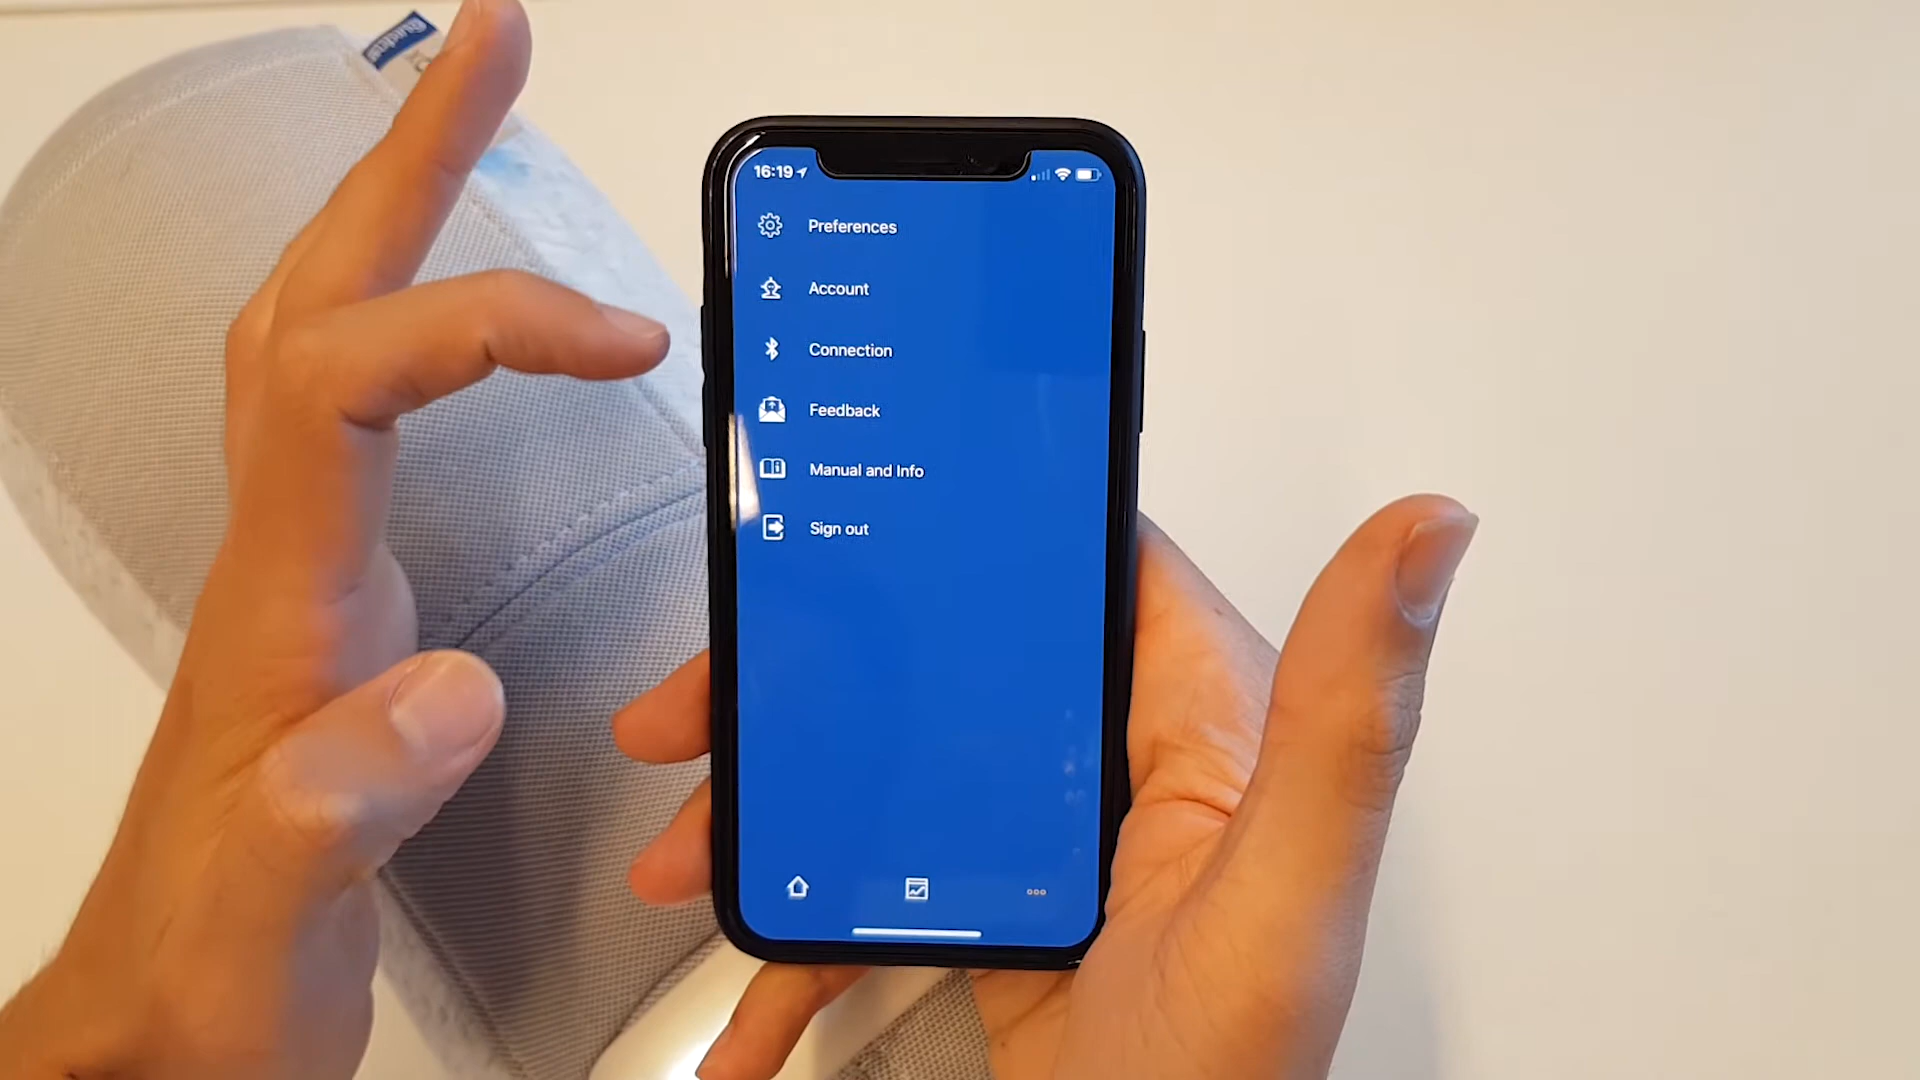 16:19
Preferences
Account
Connection
Feedback
Manual and Info
Sign out